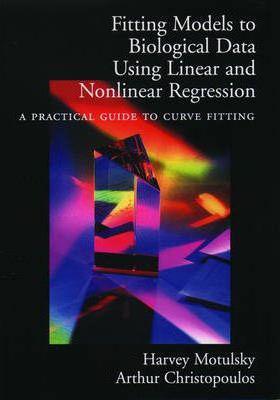 Fitting Models to
Biological Data
Using Linear and
Nonlinear Regression
A PRACTICAL GUIDE TO CURVE FITTING
Harvey Motulsky
Arthur Christopoulos